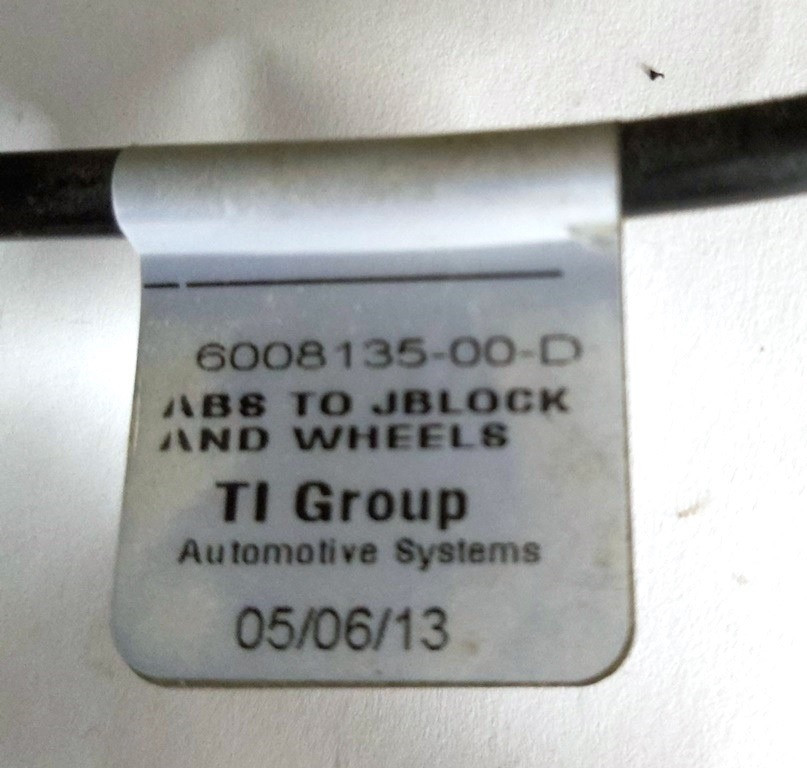 6008135-00-D
ABS TO JBLOCK
AND WHEELS
TI Group
Automotive Systems
05/06/13